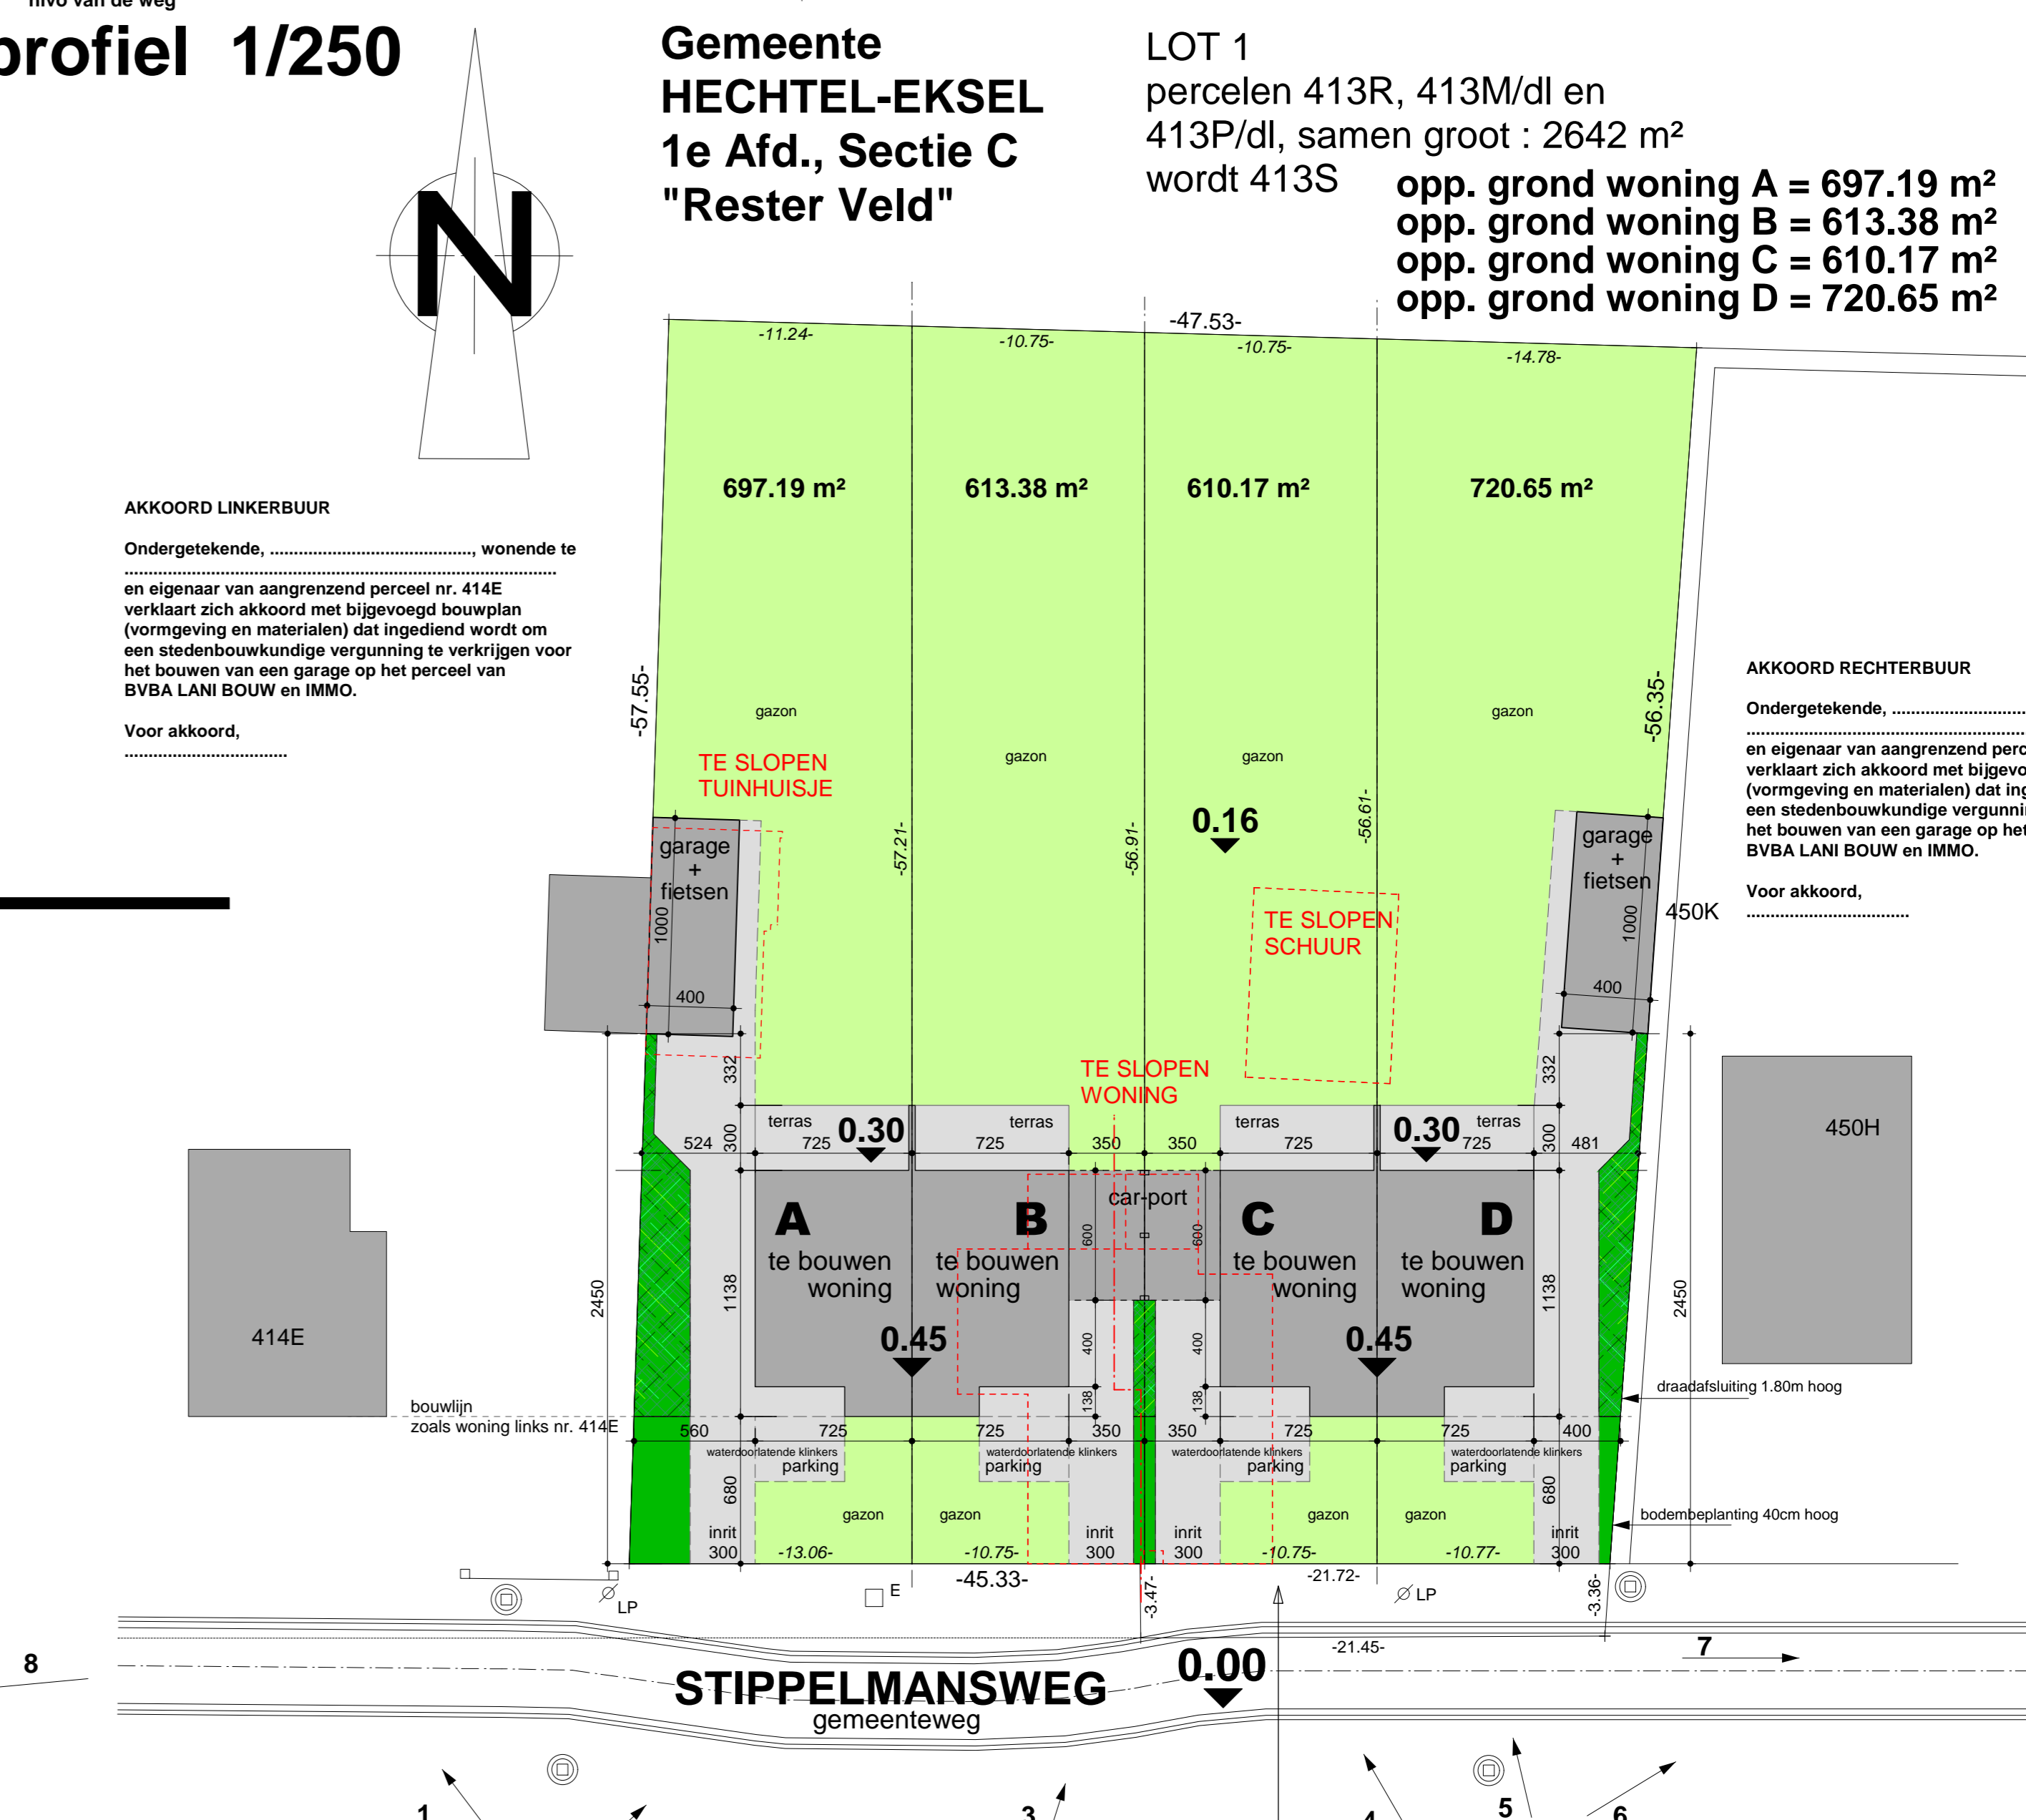 nivo van de weg
profiel 1/250
N
Gemeente
HECHTEL-EKSEL
1e Afd., Sectie C
"Rester Veld"
LOT 1
percelen 413R, 413M/dl en
413P/dl, samen groot : 2642 m²
wordt 413S
opp. grond woning A = 697.19 m²
opp. grond woning B = 613.38 m²
opp. grond woning C = 610.17 m²
opp. grond woning D = 720.65 m²
-47.53-
-11.24-
-10.75-
-10.75-
-14.78-
697.19 m²
613.38 m²
610.17 m²
720.65 m²
AKKOORD LINKERBUUR
Ondergetekende, .........................................., wonende te
..........................................................................................
en eigenaar van aangrenzend perceel nr. 414E
verklaart zich akkoord met bijgevoegd bouwplan
(vormgeving en materialen) dat ingediend wordt om
een stedenbouwkundige vergunning te verkrijgen voor
het bouwen van een garage op het perceel van
BVBA LANI BOUW en IMMO.
Voor akkoord,
..................................
AKKOORD RECHTERBUUR
Ondergetekende, ............................
..........................................................
en eigenaar van aangrenzend perc
verklaart zich akkoord met bijgevo
(vormgeving en materialen) dat ing
een stedenbouwkundige vergunni
het bouwen van een garage op het
BVBA LANI BOUW en IMMO.
Voor akkoord,
..................................
-57.55-
-56.35-
gazon
gazon
gazon
gazon
TE SLOPEN
TUINHUISJE
-57.21-
-56.91-
-56.61-
0.16
garage
+
fietsen
1000
400
garage
+
fietsen
1000
400
450K
TE SLOPEN
SCHUUR
TE SLOPEN
WONING
332
332
terras
0.30
terras
terras
0.30
terras
524
300
725
725
350
350
725
725
300
481
450H
car-port
A
B
C
D
600
600
te bouwen
woning
te bouwen
woning
te bouwen
woning
te bouwen
woning
2450
1138
1138
2450
414E
0.45
0.45
400
400
138
138
draadafsluiting 1.80m hoog
bouwlijn
zoals woning links nr. 414E
560
725
725
350
350
725
725
400
waterdoorlatende klinkers
parking
waterdoorlatende klinkers
parking
waterdoorlatende klinkers
parking
waterdoorlatende klinkers
parking
680
680
bodembeplanting 40cm hoog
gazon
gazon
gazon
gazon
inrit
300
inrit
300
inrit
300
inrit
300
-13.06-
-10.75-
-10.75-
-10.77-
-45.33-
-21.72-
LP
E
-3.47-
LP
-3.36-
-21.45-
8
7
STIPPELMANSWEG
gemeenteweg
0.00
1
3
4
5
6